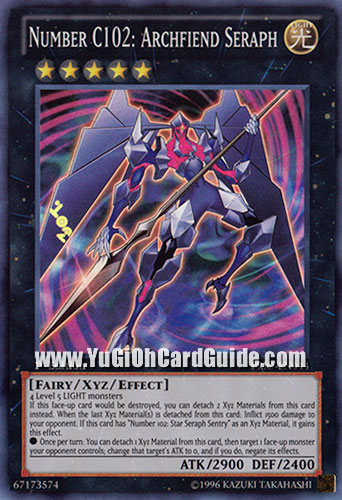 NUMBER C102: ARCHFIEND SERAPH
LIGHT
光
102
www.YuGiOhCardGuide.com
[FAIRY/XYZ/EFFECT]
4 Level 5 LIGHT monsters
If this face-up card would be destroyed, you can detach 2 Xyz Materials from this card
instead. When the last Xyz Material(s) is detached from this card: Inflict 1500 damage
to your opponent. If this card has "Number 102: Star Seraph Sentry" as an Xyz Material, it gains
this effect.
● Once per turn: You can detach 1 Xyz Material from this card, then target 1 face-up monster
your opponent controls; change that target's ATK to 0, and if you do, negate its effects.
ATK/2900 DEF/2400
67173574
©1996 KAZUKI TAKAHASHI